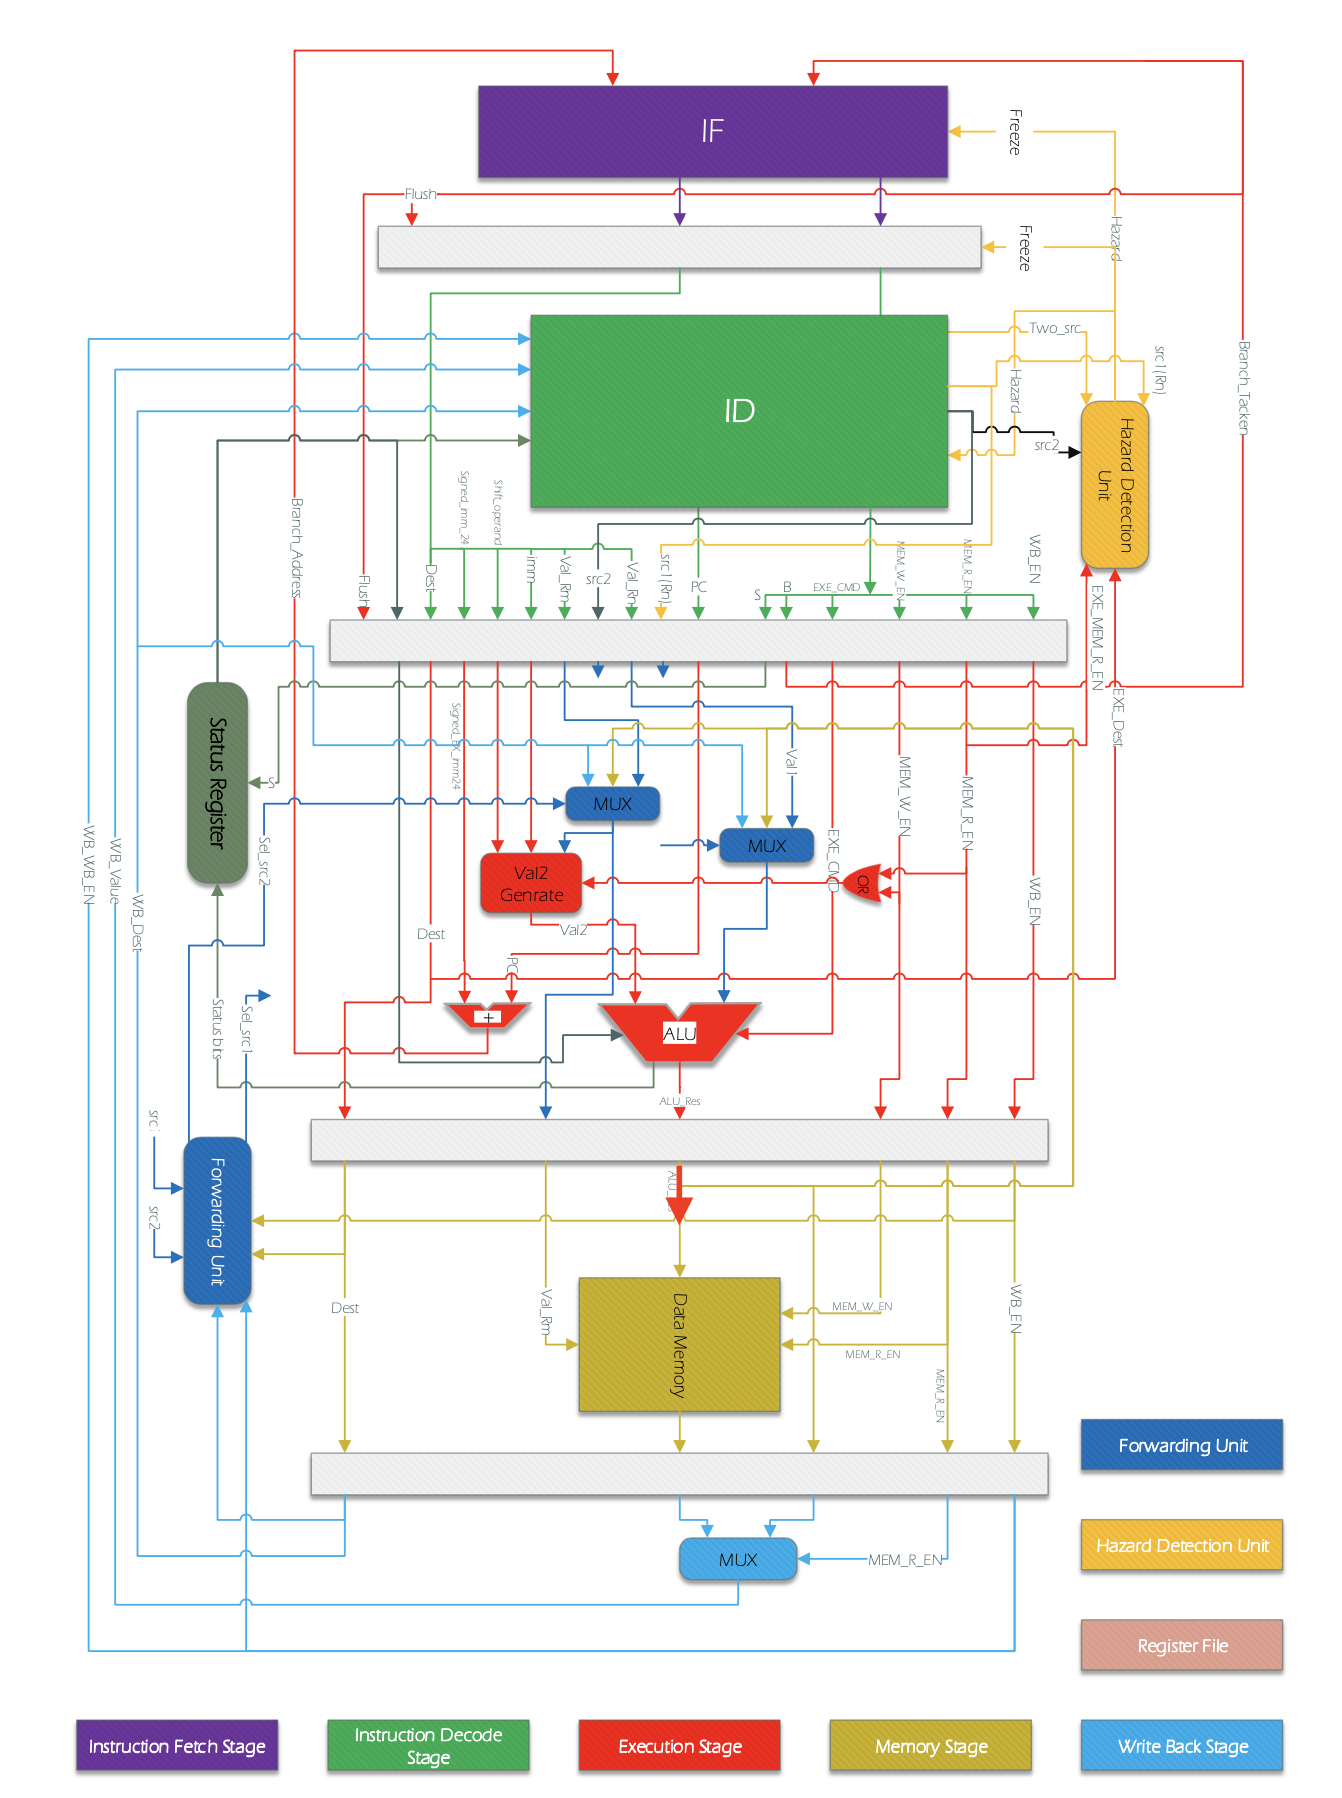 IF
Freeze
Flush
Hazard
Freeze
Two_src
src1(Rn)
Branch_Tacken
Hazard
ID
src2
Hazard Detection
Unit
Signed_imm_24
Shift_operand
Branch_Address
Flush
Dest
imm
Val_Rm
src2
Val_Rn
src1(Rn)
PC
S
B
EXE_CMD
MEM_W_EN
MEM_R_EN
WB_EN
EXE_MEM_R_EN
EXE_Dest
Status Register
S
Signed_EX_imm24
Val1
MEM_W_EN
MEM_R_EN
MUX
MUX
Sel_src2
WB_WB_EN
WB_Value
WB_Dest
Val2
Genrate
EXE_CMD
OR
WB_EN
Dest
Val2
PC
Status bits
Sel_src1
+
ALU
ALU_Res
src2
Forwarding Unit
Dest
Val_Rm
Data Memory
MEM_W_EN
MEM_R_EN
WB_EN
MEM_R_EN
MUX
MEM_R_EN
Forwarding Unit
Hazard Detection Unit
Register File
Instruction Fetch Stage
Instruction Decode
Stage
Execution Stage
Memory Stage
Write Back Stage